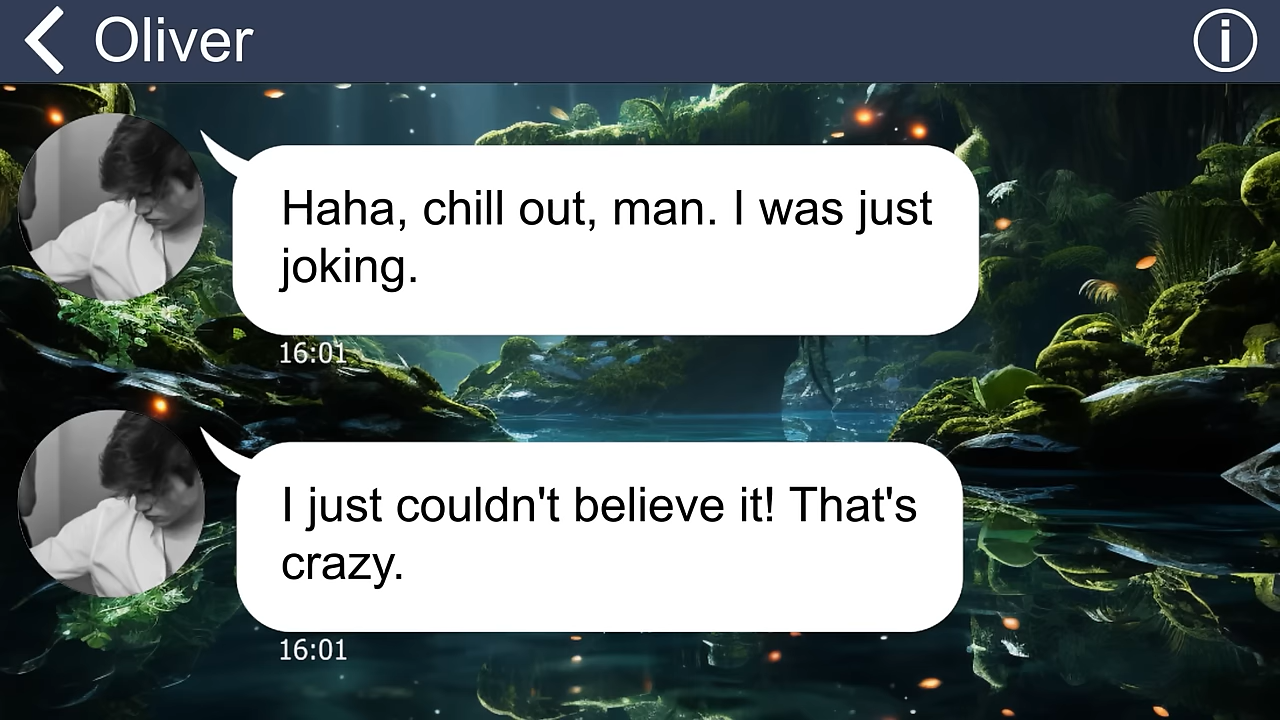 Oliver
Haha, chill out, man. I was just
joking.
16:01
I just couldn't believe it! That's
crazy.
16:01